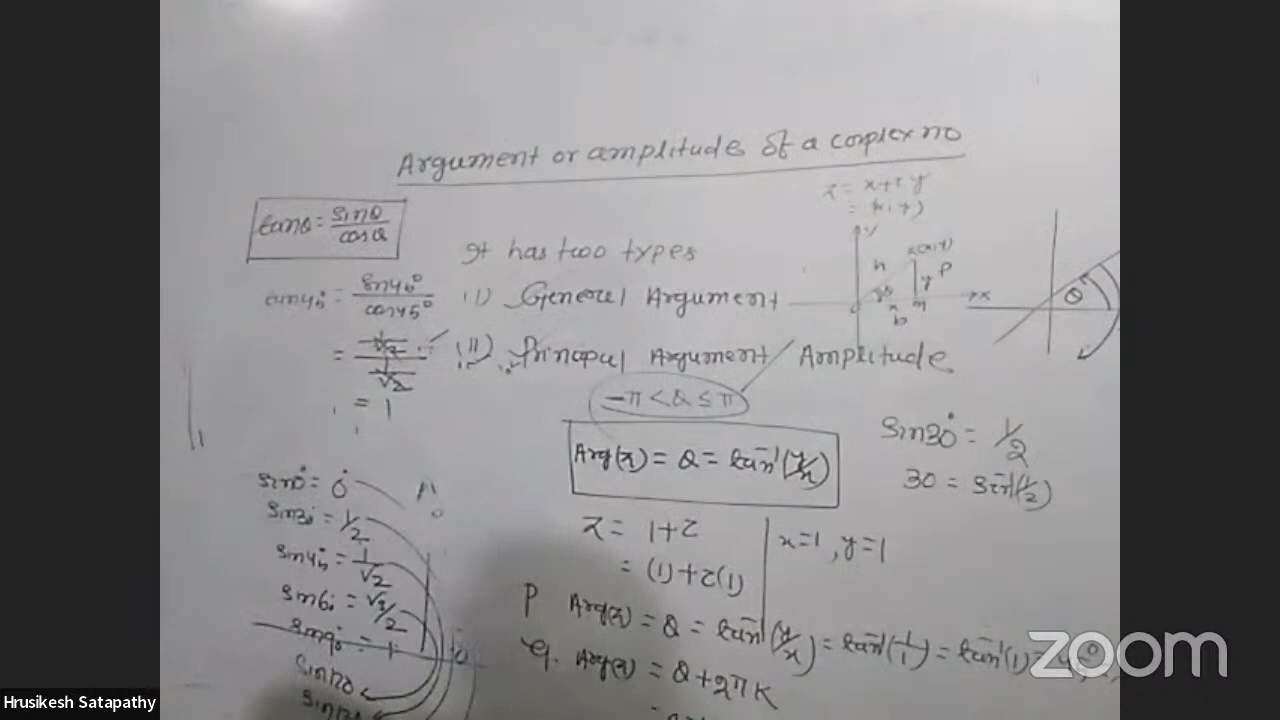 Argument or amplitude of a complex no
z = x+iy
= (x,y)
tanθ = sinθ/cosθ
It has two types
tan45° = sin45°/cos45°
(i) General Argument
= 1/√2 / 1/√2
(ii) Principal Argument / Amplitude
= 1
-π < θ ≤ π
y
z(x,y)
h
y
P
x
m
b
x
θ
Arg(z) = θ = tan⁻¹(y/x)
sin30° = 1/2
30 = sin⁻¹(1/2)
sin0° = 0
sin30 = 1/2
sin45 = 1/√2
sin60 = √3/2
sin90 = 1
sin120
z = 1+i
= (1)+i(1)
x=1, y=1
P Arg(z) = θ = tan⁻¹(y/x) = tan⁻¹(1/1) = tan⁻¹(1) =
G. Arg(z) = θ+2πK
zoom
Hrusikesh Satapathy